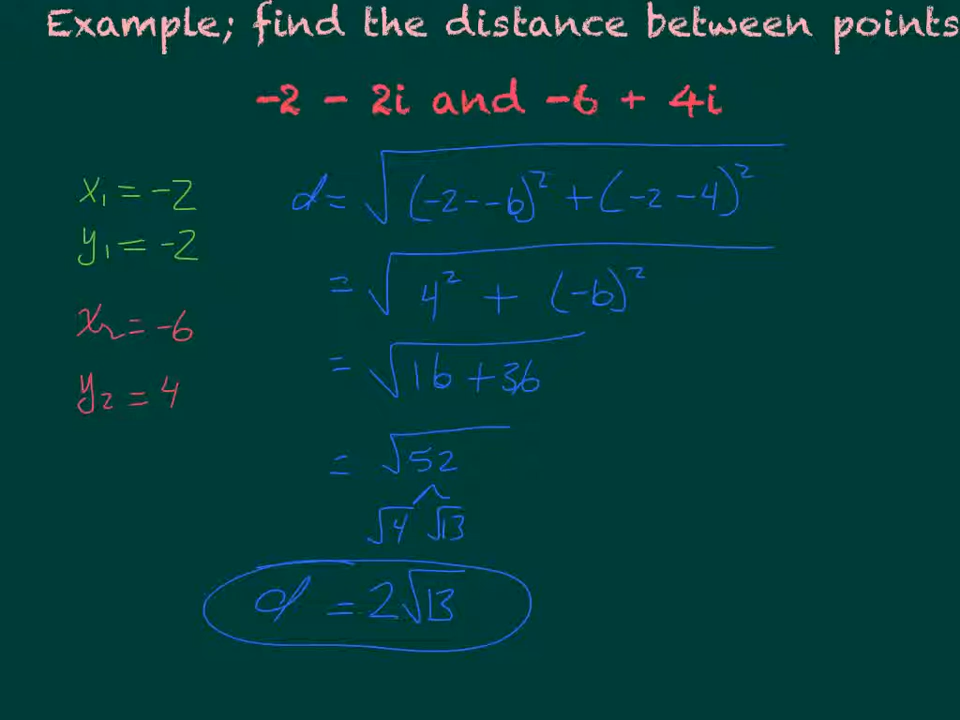 Example; find the distance between points
-2 - 2i and -6 + 4i
x₁ = -2
y₁ = -2
x₂ = -6
y₂ = 4
d = √((-2--6)² + (-2-4)²)
= √(4² + (-6)²)
= √(16 + 36)
= √52
√4 √13
d = 2√13